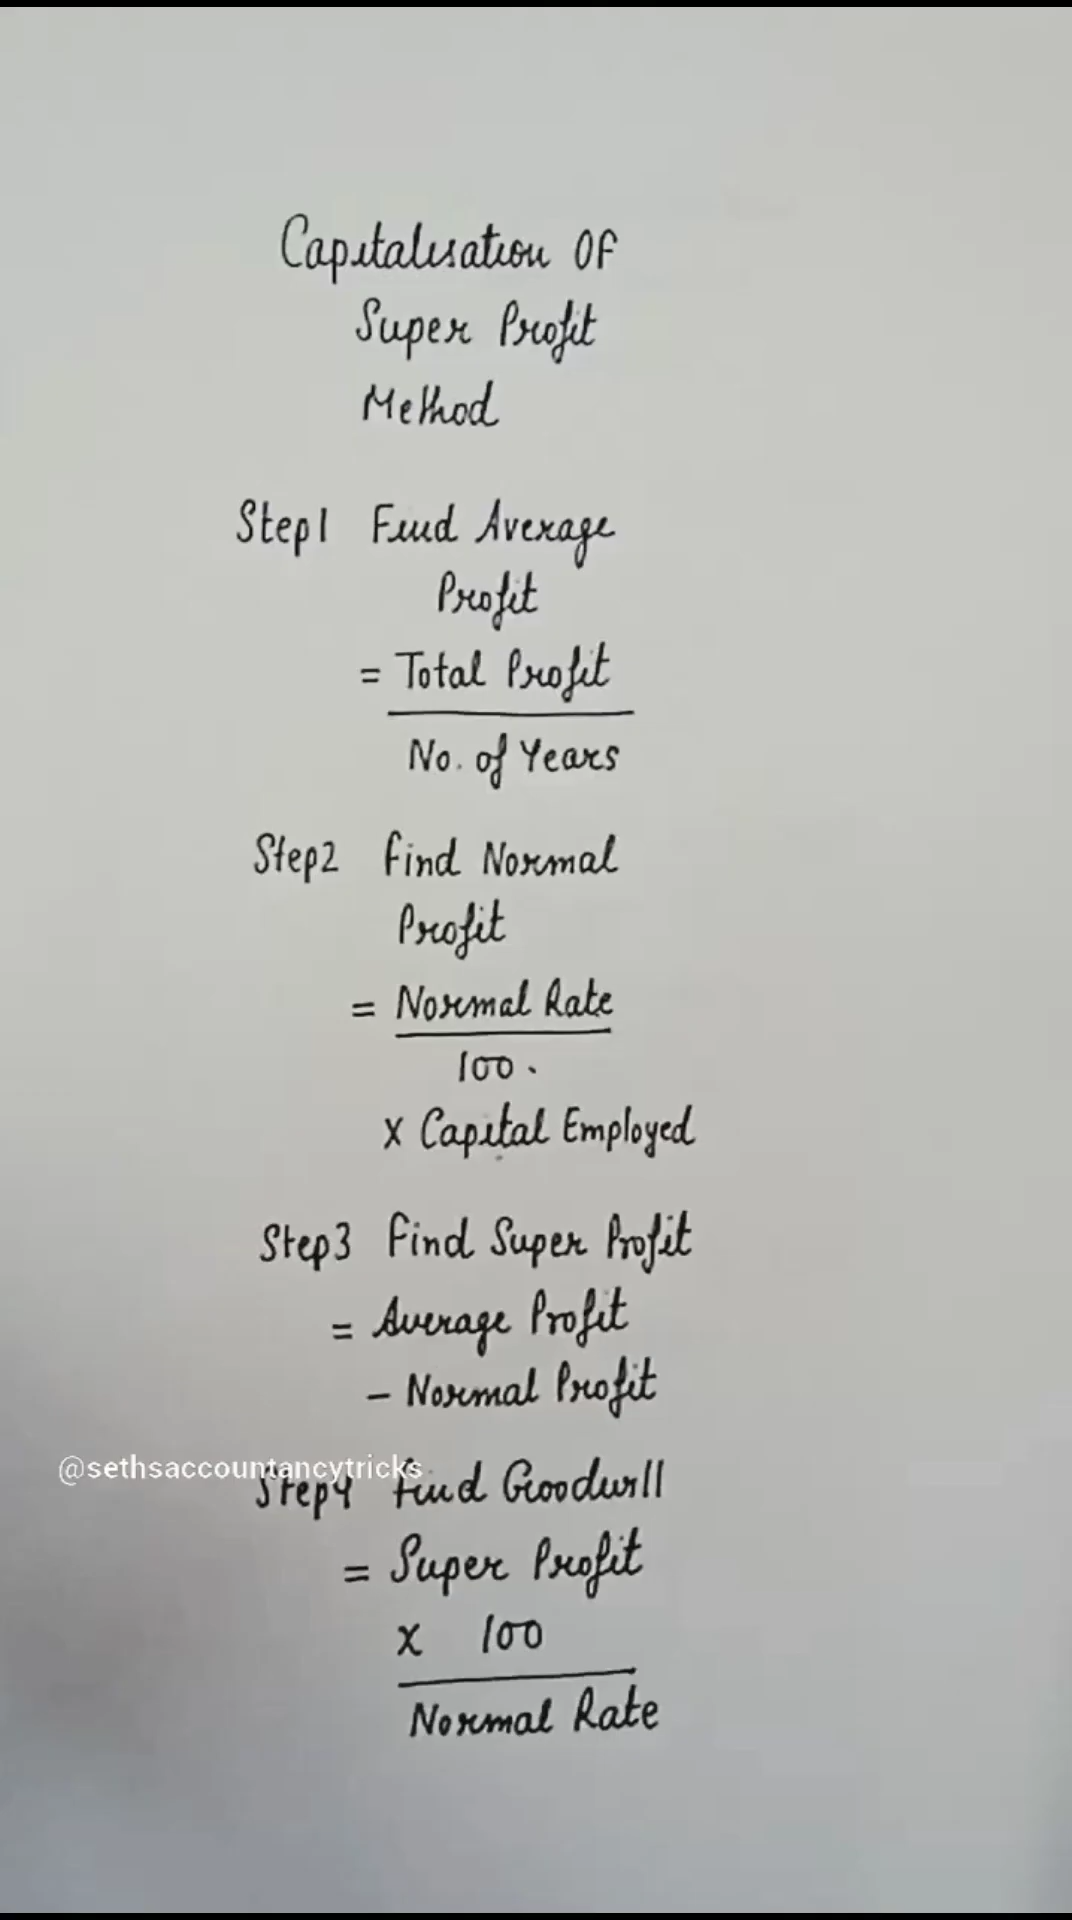 Capitalisation OF
Super Profit
Method
Step1 Find Average
Profit
= Total Profit
No. of Years
Step2 Find Normal
Profit
= Normal Rate
100.
x Capital Employed
Step3 Find Super Profit
= Average Profit
- Normal Profit
@sethsaccountancytricks
Step4 Find Goodwill
= Super Profit
x 100
Normal Rate